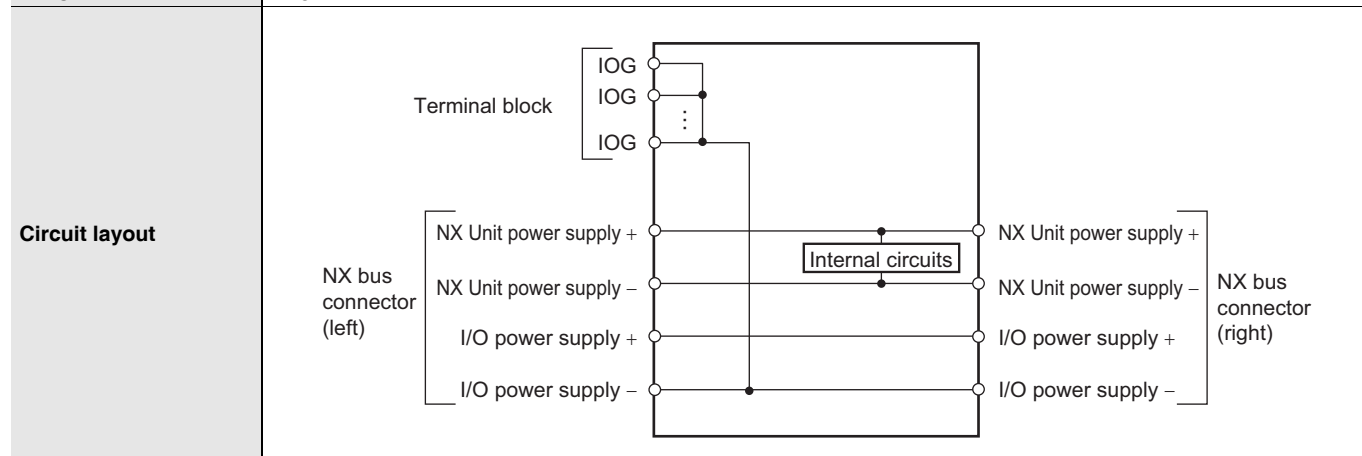 Circuit layout
Terminal block
IOG
IOG
⋮
IOG
NX bus
connector
(left)
NX Unit power supply +
NX Unit power supply −
I/O power supply +
I/O power supply −
Internal circuits
NX Unit power supply +
NX Unit power supply −
I/O power supply +
I/O power supply −
NX bus
connector
(right)